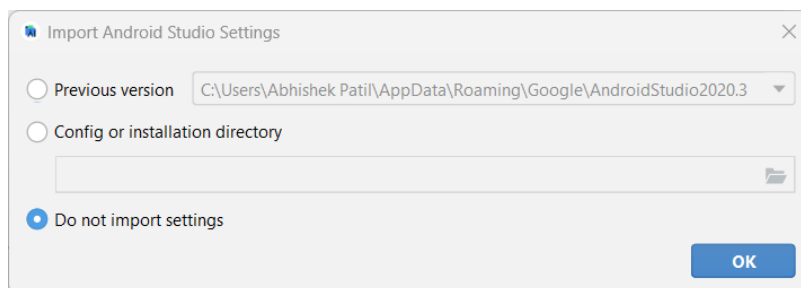 Import Android Studio Settings
Previous version C:\Users\Abhishek Patil\AppData\Roaming\Google\AndroidStudio2020.3
Config or installation directory
Do not import settings
OK